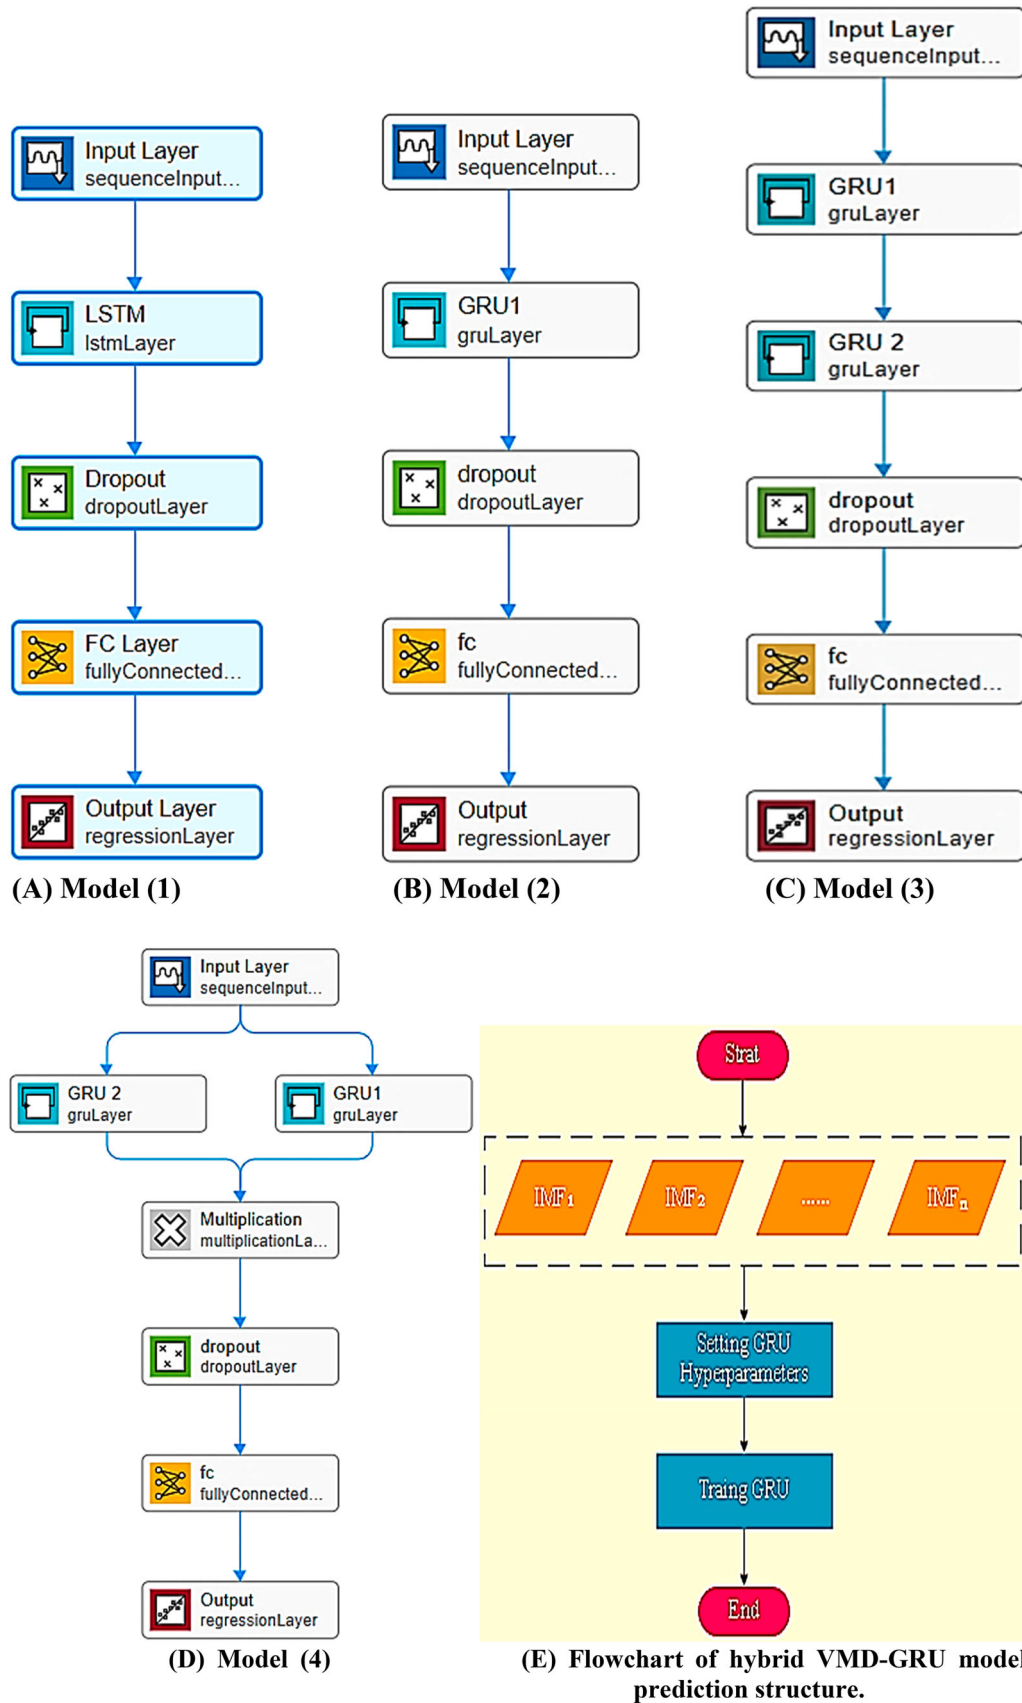 Input Layer
sequenceInput...
LSTM
lstmLayer
Dropout
dropoutLayer
FC Layer
fullyConnected...
Output Layer
regressionLayer
(A) Model (1)
Input Layer
sequenceInput...
GRU1
gruLayer
dropout
dropoutLayer
fc
fullyConnected...
Output
regressionLayer
(B) Model (2)
Input Layer
sequenceInput...
GRU1
gruLayer
GRU 2
gruLayer
dropout
dropoutLayer
fc
fullyConnected...
Output
regressionLayer
(C) Model (3)
Input Layer
sequenceInput...
GRU 2
gruLayer
GRU1
gruLayer
Multiplication
multiplicationLa...
dropout
dropoutLayer
fc
fullyConnected...
Output
regressionLayer
(D) Model (4)
Strat
IMF1
IMF2
......
IMFn
Setting GRU
Hyperparameters
Traing GRU
End
(E) Flowchart of hybrid VMD-GRU model
prediction structure.